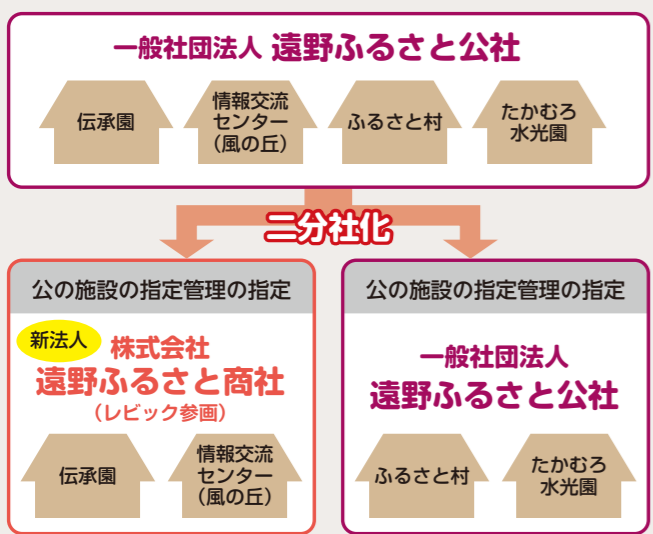 一般社団法人 遠野ふるさと公社
伝承園
情報交流
センター
（風の丘）
ふるさと村
たかむろ
水光園
二分社化
公の施設の指定管理の指定
新法人
株式会社
遠野ふるさと商社
（レビック参画）
伝承園
情報交流
センター
（風の丘）
公の施設の指定管理の指定
一般社団法人
遠野ふるさと公社
ふるさと村
たかむろ
水光園